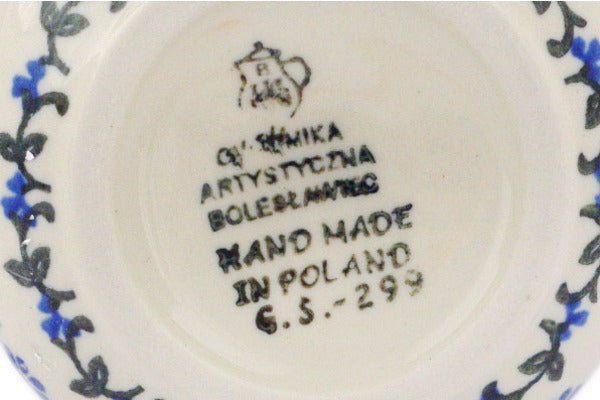 B
ARTYSTYCZNA
BOLESŁAWIEC
HAND MADE
IN POLAND
G.S.-299